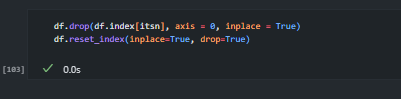 df.drop(df.index[itsn], axis = 0, inplace = True)
df.reset_index(inplace=True, drop=True)
[103]
✓ 0.0s